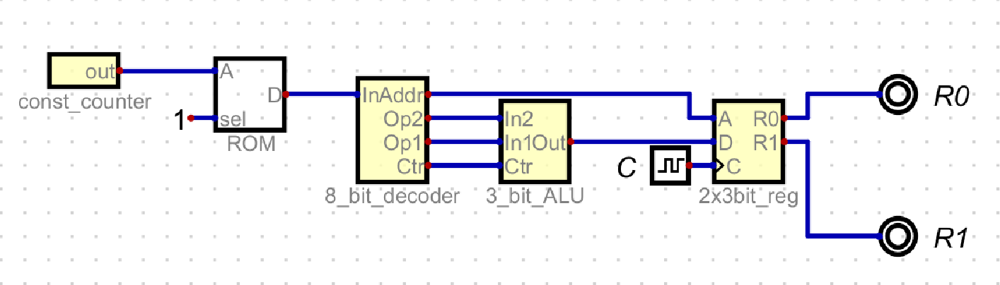 out
const_counter
A
D
1
sel
ROM
InAddr
Op2
Op1
Ctr
8_bit_decoder
In2
In1Out
Ctr
3_bit_ALU
C
A R0
D R1
C
2x3bit_reg
R0
R1